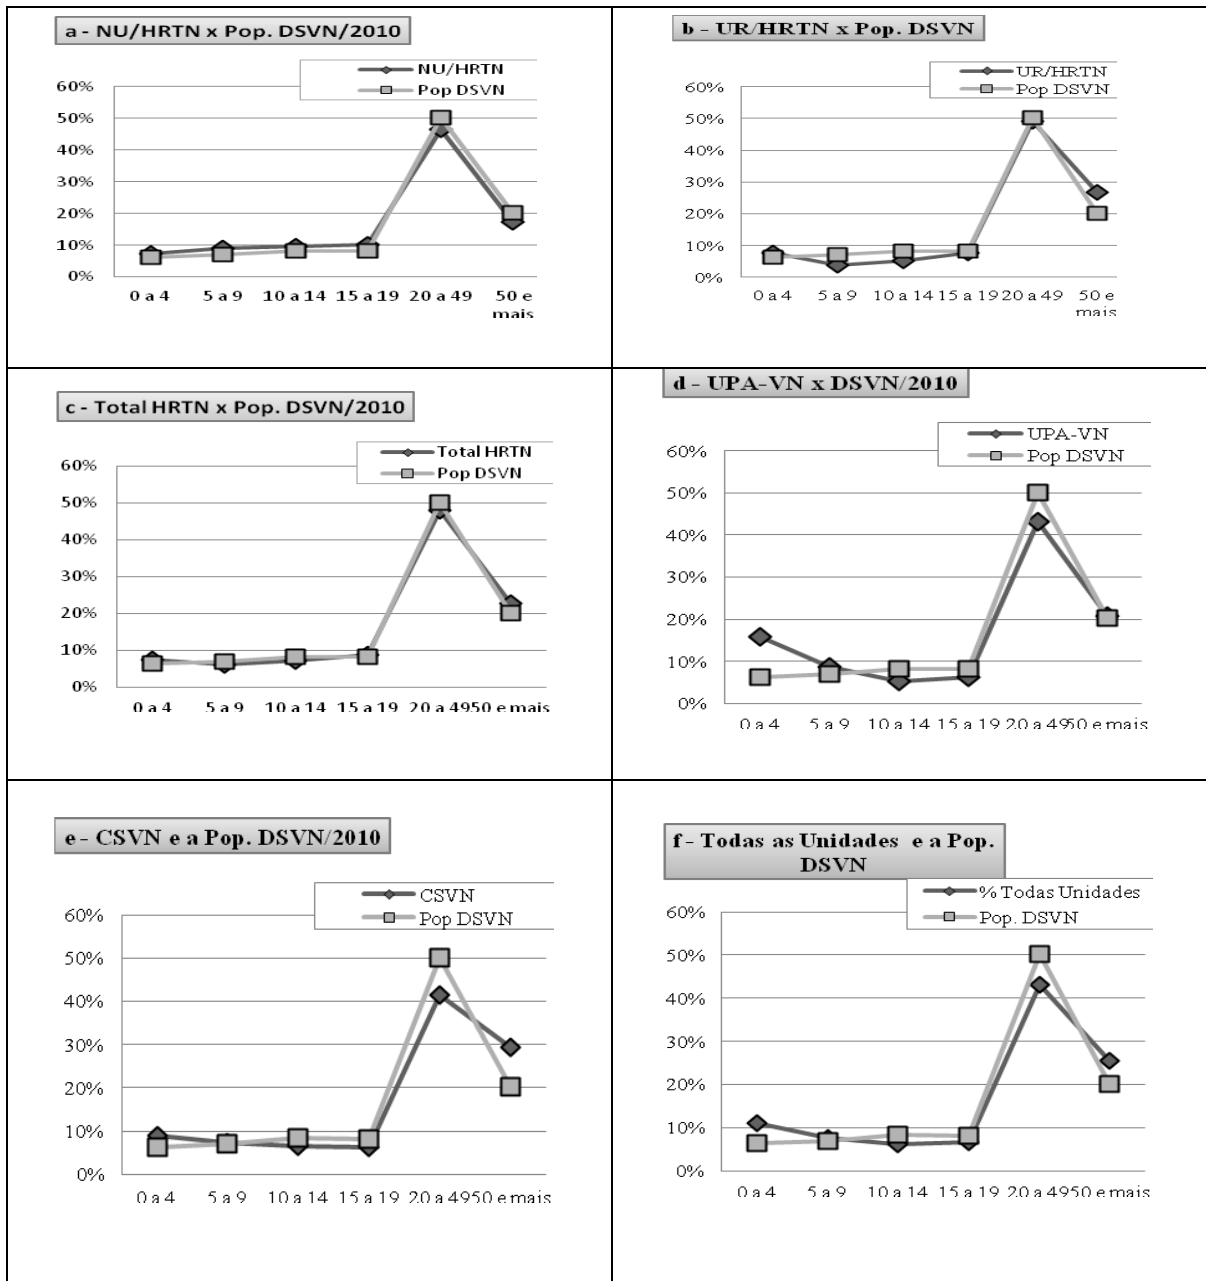 a - NU/HRTN x Pop. DSVN/2010
NU/HRTN
Pop DSVN
60%
50%
40%
30%
20%
10%
0%
0 a 4 5 a 9 10 a 14 15 a 19 20 a 49 50 e
mais
b - UR/HRTN x Pop. DSVN
UR/HRTN
Pop DSVN
60%
50%
40%
30%
20%
10%
0%
0 a 4 5 a 9 10 a 14 15 a 19 20 a 49 50 e
mais
c - Total HRTN x Pop. DSVN/2010
Total HRTN
Pop DSVN
60%
50%
40%
30%
20%
10%
0%
0 a 4 5 a 9 10 a 14 15 a 19 20 a 49 50 e mais
d - UPA-VN x DSVN/2010
UPA-VN
Pop DSVN
60%
50%
40%
30%
20%
10%
0%
0 a 4 5 a 9 10 a 14 15 a 19 20 a 49 50 e mais
e - CSVN e a Pop. DSVN/2010
CSVN
Pop DSVN
60%
50%
40%
30%
20%
10%
0%
0 a 4 5 a 9 10 a 14 15 a 19 20 a 49 50 e mais
f - Todas as Unidades e a Pop.
DSVN
% Todas Unidades
Pop. DSVN
60%
50%
40%
30%
20%
10%
0%
0 a 4 5 a 9 10 a 14 15 a 19 20 a 49 50 e mais